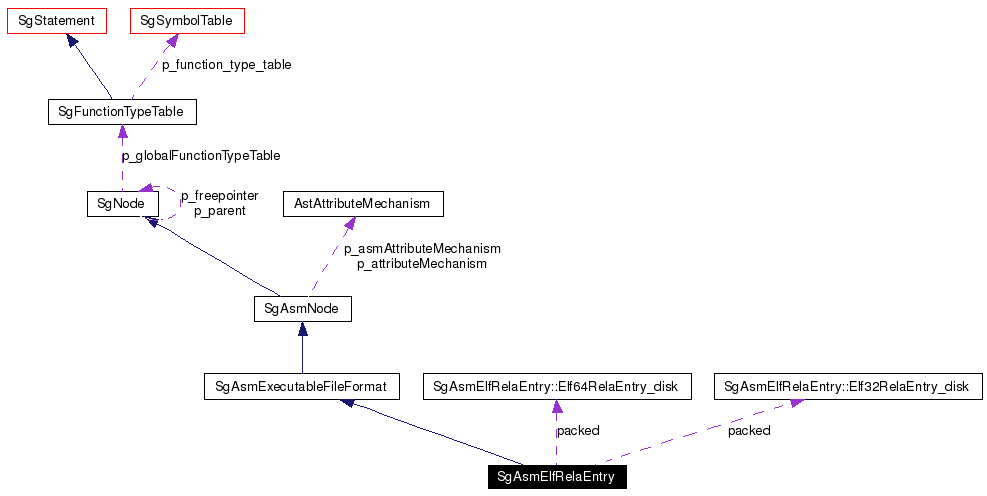 SgStatement
SgSymbolTable
p_function_type_table
SgFunctionTypeTable
p_globalFunctionTypeTable
SgNode
p_freepointer
p_parent
AstAttributeMechanism
p_asmAttributeMechanism
p_attributeMechanism
SgAsmNode
SgAsmExecutableFileFormat
SgAsmElfRelaEntry::Elf64RelaEntry_disk
SgAsmElfRelaEntry::Elf32RelaEntry_disk
packed
packed
SgAsmElfRelaEntry